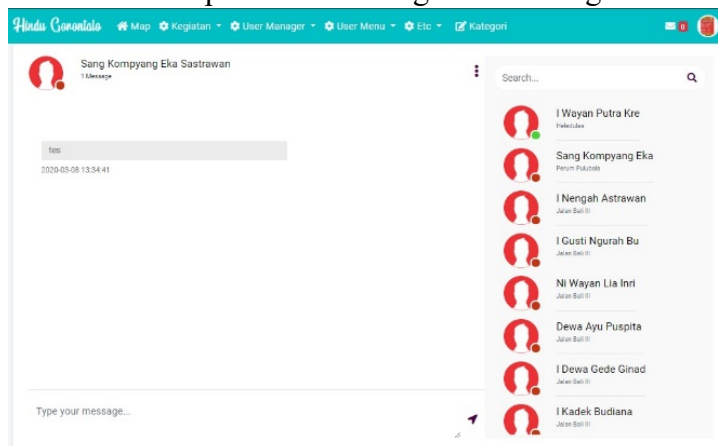 Hindu Gorontalo Map Kegiatan User Manager User Menu Etc Kategori 0
Sang Kompyang Eka Sastrawan
1 Message
tes
2020-03-08 13:34:41
Type your message...
Search...
I Wayan Putra Kre
Heledulaa
Sang Kompyang Eka
Perum Pulubala
I Nengah Astrawan
Jalan Bali III
I Gusti Ngurah Bu
Jalan Bali III
Ni Wayan Lia Inri
Jalan Bali III
Dewa Ayu Puspita
Jalan Bali III
I Dewa Gede Ginad
Jalan Bali III
I Kadek Budiana
Jalan Bali III